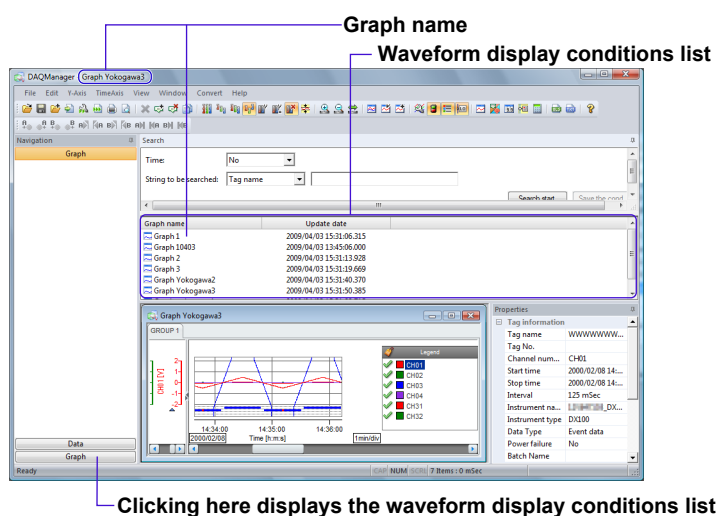 Graph name
Waveform display conditions list
DAQManager Graph Yokogawa3
File Edit Y-Axis TimeAxis View Window Convert Help
Navigation
Graph
Search
Time: No
String to be searched: Tag name
Search start Save the cond
Graph name Update date
Graph 1 2009/04/03 15:31:06.315
Graph 10403 2009/04/03 13:45:06.000
Graph 2 2009/04/03 15:31:13.928
Graph 3 2009/04/03 15:31:19.669
Graph Yokogawa2 2009/04/03 15:31:40.370
Graph Yokogawa3 2009/04/03 15:31:50.385
Graph Yokogawa3
GROUP 1
CH01[Y]
2
1
0
-1
-2
14:34:00 14:35:00 14:36:00
2000/02/08 Time [h:m:s] 1min/div
Legend
CH01
CH02
CH03
CH04
CH31
CH32
Properties
Tag information
Tag name WWWWWWW...
Tag No.
Channel num... CH01
Start time 2000/02/08 14:...
Stop time 2000/02/08 14:...
Interval 125 mSec
Instrument na... _DX...
Instrument type DX100
Data Type Event data
Power failure No
Batch Name
Data
Graph
Ready
CAP NUM SCRL 7 Items : 0 mSec
Clicking here displays the waveform display conditions list